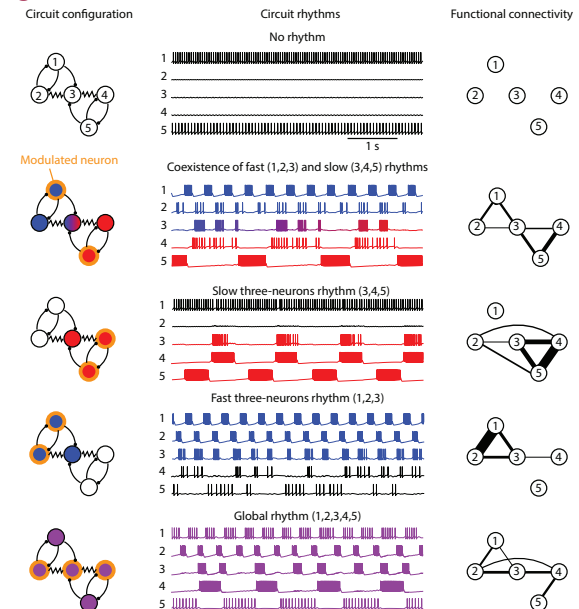 Circuit configuration Circuit rhythms Functional connectivity
No rhythm
1
2 3 4
5
1
2
3
4
5
1 s
1
2 3 4
5
Modulated neuron
Coexistence of fast (1,2,3) and slow (3,4,5) rhythms
1
2
3
4
5
1
2 3 4
5
Slow three-neurons rhythm (3,4,5)
1
2
3
4
5
1
2 3 4
5
Fast three-neurons rhythm (1,2,3)
1
2
3
4
5
1
2 3 4
5
Global rhythm (1,2,3,4,5)
1
2
3
4
5
1
2 3 4
5